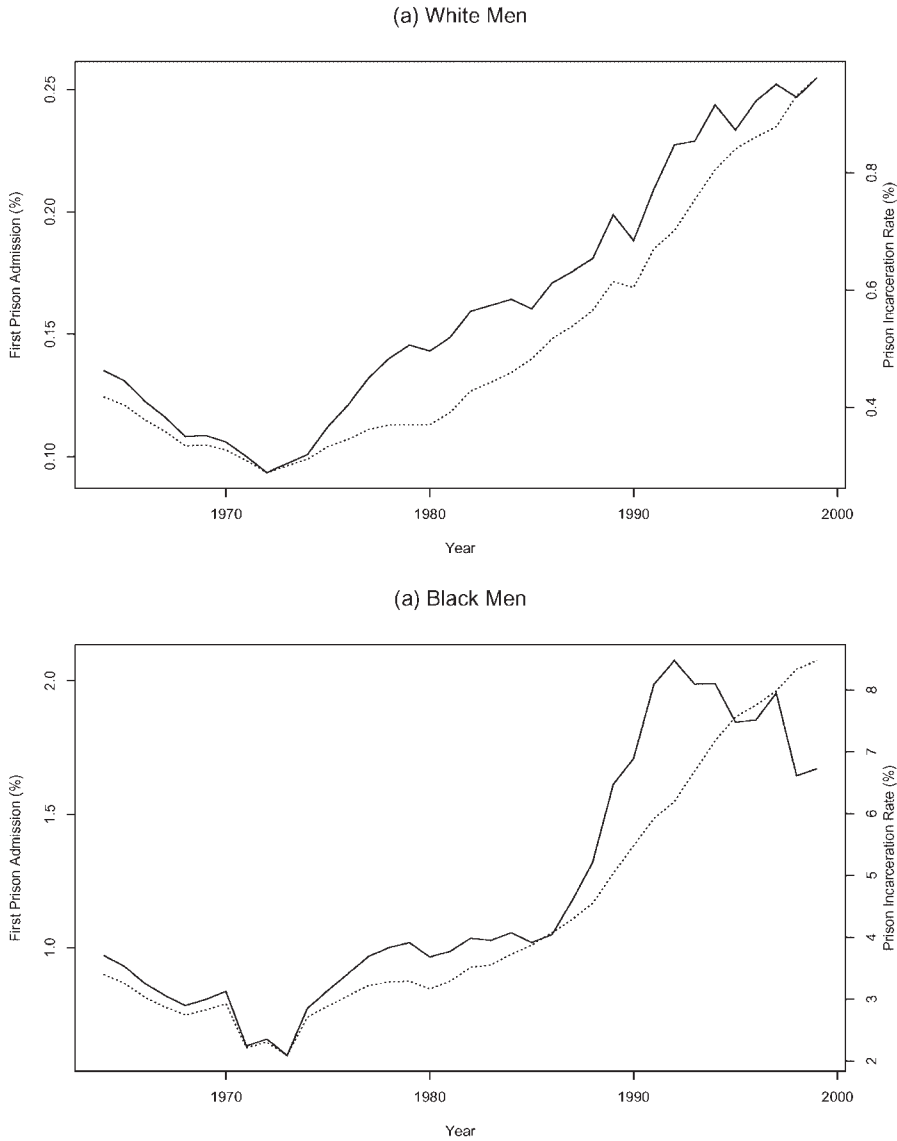 (a) White Men
First Prison Admission (%)
0.25
0.20
0.15
0.10
0.8
0.6
0.4
Prison Incarceration Rate (%)
1970 1980 1990 2000
Year
(a) Black Men
First Prison Admission (%)
2.0
1.5
1.0
8
7
6
5
4
3
2
Prison Incarceration Rate (%)
1970 1980 1990 2000
Year